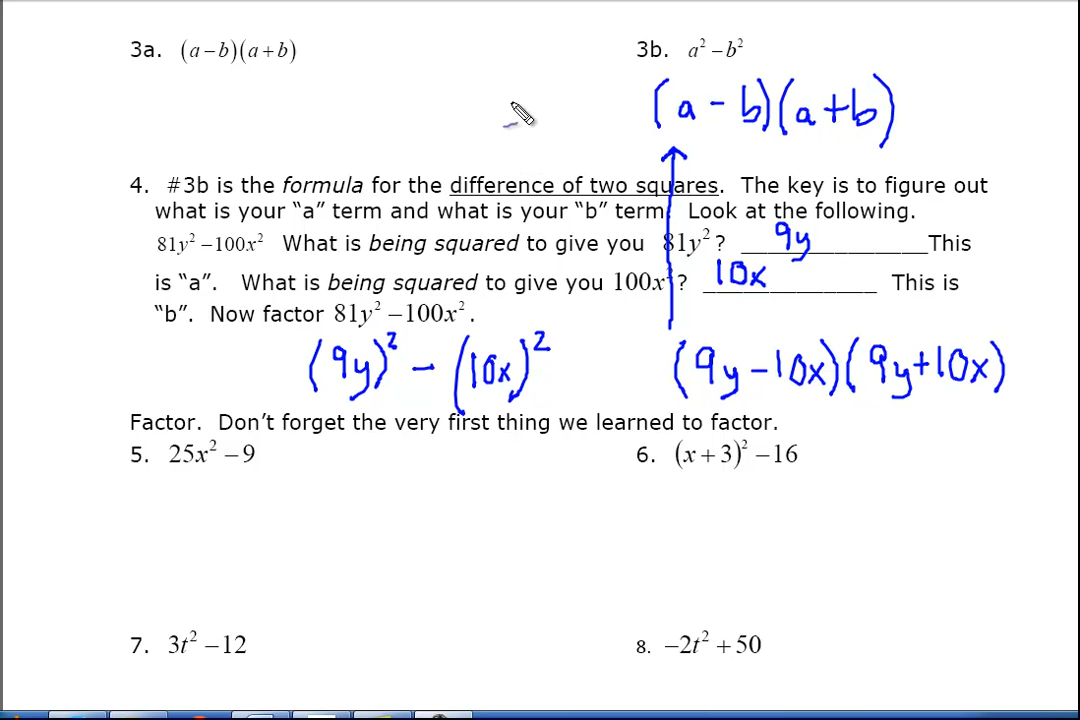 3a. (a−b)(a+b) 3b. a² −b²
(a - b)(a+b)
4. #3b is the formula for the difference of two squares. The key is to figure out
what is your “a” term and what is your “b” term. Look at the following.
81y² −100x² What is being squared to give you 81y² ? 9y This
is “a”. What is being squared to give you 100x² ? 10x This is
“b”. Now factor 81y² −100x² .
(9y)² - (10x)² (9y-10x)(9y+10x)
Factor. Don’t forget the very first thing we learned to factor.
5. 25x² −9 6. (x+3)² −16
7. 3t² −12 8. −2t² +50